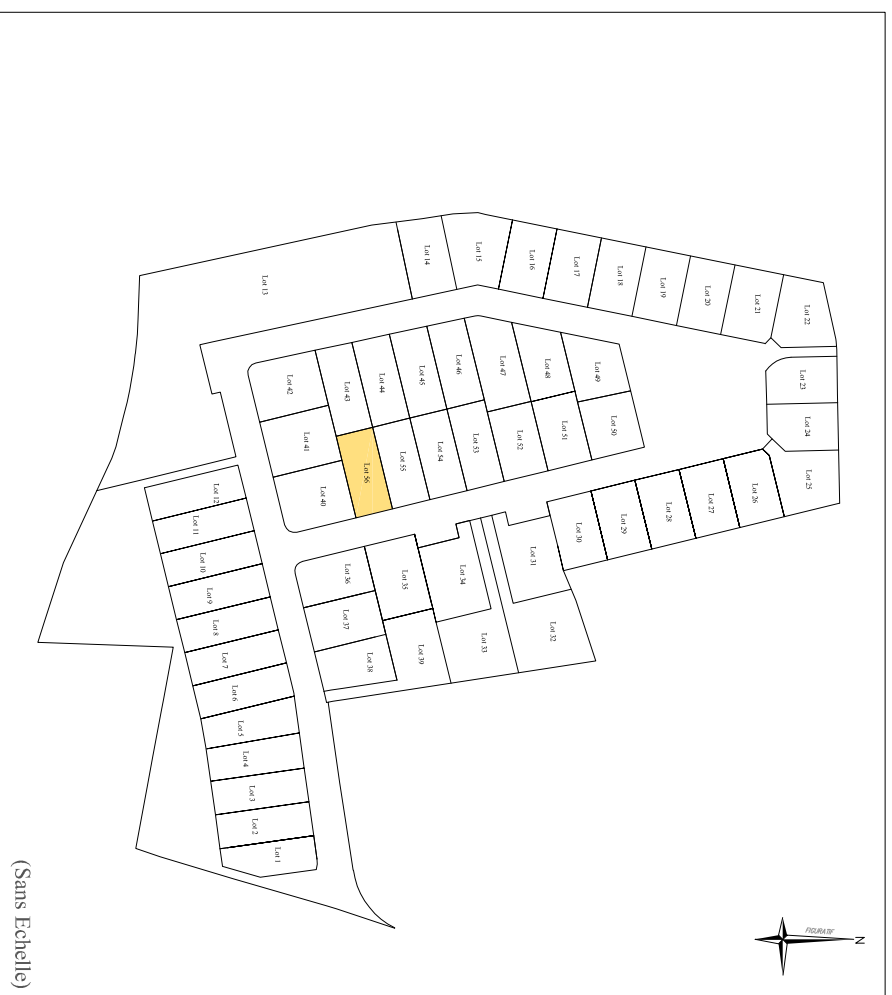 Lot 1
Lot 2
Lot 3
Lot 4
Lot 5
Lot 6
Lot 7
Lot 8
Lot 9
Lot 10
Lot 11
Lot 12
Lot 13
Lot 14
Lot 15
Lot 16
Lot 17
Lot 18
Lot 19
Lot 20
Lot 21
Lot 22
Lot 23
Lot 24
Lot 25
Lot 26
Lot 27
Lot 28
Lot 29
Lot 30
Lot 31
Lot 32
Lot 33
Lot 34
Lot 35
Lot 36
Lot 37
Lot 38
Lot 39
Lot 40
Lot 41
Lot 42
Lot 43
Lot 44
Lot 45
Lot 46
Lot 47
Lot 48
Lot 49
Lot 50
Lot 51
Lot 52
Lot 53
Lot 54
Lot 55
Lot 56
FIGURATIF
N
(Sans Echelle)